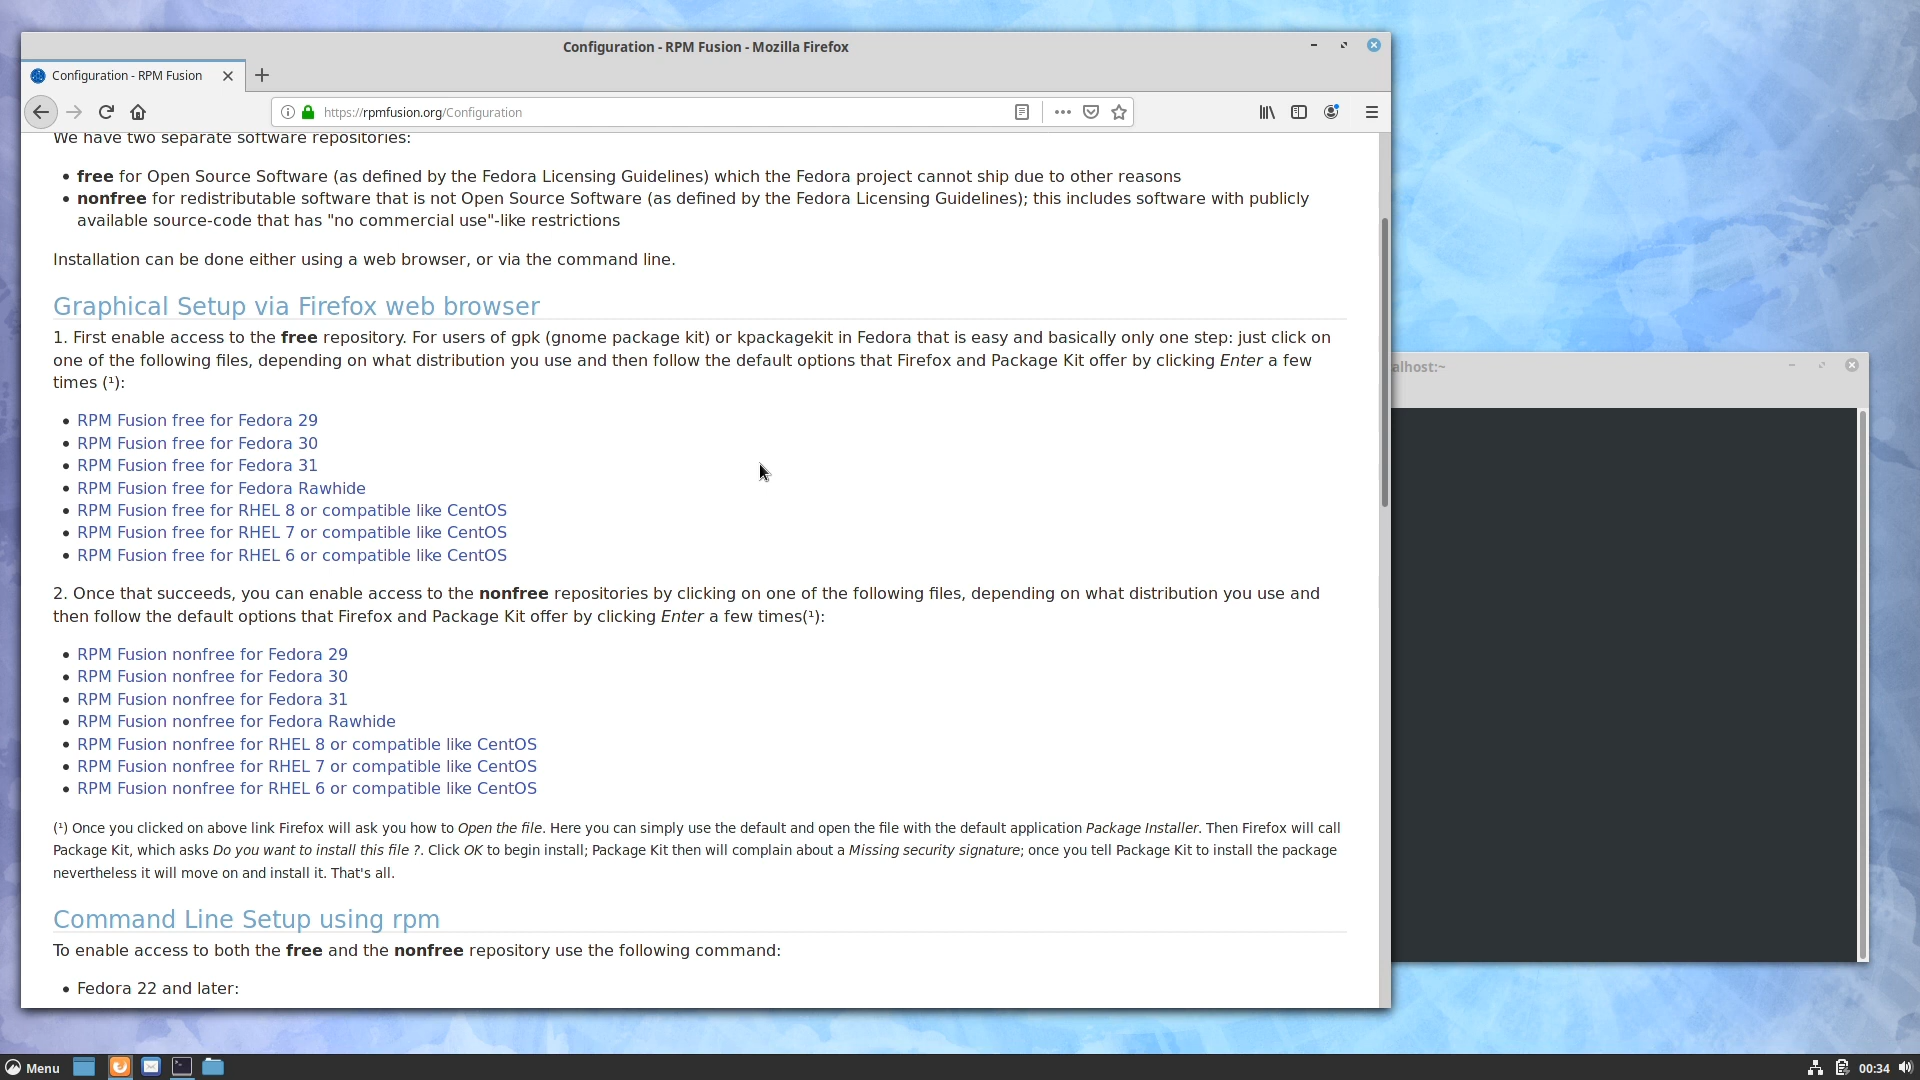 Configuration - RPM Fusion - Mozilla Firefox
Configuration - RPM Fusion
https://rpmfusion.org/Configuration
We have two separate software repositories:
free for Open Source Software (as defined by the Fedora Licensing Guidelines) which the Fedora project cannot ship due to other reasons
nonfree for redistributable software that is not Open Source Software (as defined by the Fedora Licensing Guidelines); this includes software with publicly
available source-code that has "no commercial use"-like restrictions
Installation can be done either using a web browser, or via the command line.
Graphical Setup via Firefox web browser
1. First enable access to the free repository. For users of gpk (gnome package kit) or kpackagekit in Fedora that is easy and basically only one step: just click on
one of the following files, depending on what distribution you use and then follow the default options that Firefox and Package Kit offer by clicking Enter a few
times (¹):
RPM Fusion free for Fedora 29
RPM Fusion free for Fedora 30
RPM Fusion free for Fedora 31
RPM Fusion free for Fedora Rawhide
RPM Fusion free for RHEL 8 or compatible like CentOS
RPM Fusion free for RHEL 7 or compatible like CentOS
RPM Fusion free for RHEL 6 or compatible like CentOS
2. Once that succeeds, you can enable access to the nonfree repositories by clicking on one of the following files, depending on what distribution you use and
then follow the default options that Firefox and Package Kit offer by clicking Enter a few times(¹):
RPM Fusion nonfree for Fedora 29
RPM Fusion nonfree for Fedora 30
RPM Fusion nonfree for Fedora 31
RPM Fusion nonfree for Fedora Rawhide
RPM Fusion nonfree for RHEL 8 or compatible like CentOS
RPM Fusion nonfree for RHEL 7 or compatible like CentOS
RPM Fusion nonfree for RHEL 6 or compatible like CentOS
(¹) Once you clicked on above link Firefox will ask you how to Open the file. Here you can simply use the default and open the file with the default application Package Installer. Then Firefox will call
Package Kit, which asks Do you want to install this file ?. Click OK to begin install; Package Kit then will complain about a Missing security signature; once you tell Package Kit to install the package
nevertheless it will move on and install it. That's all.
Command Line Setup using rpm
To enable access to both the free and the nonfree repository use the following command:
Fedora 22 and later:
alhost:~
Menu
00:34